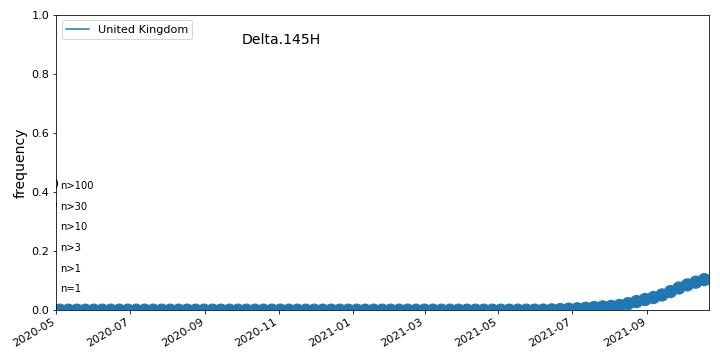 United Kingdom
Delta.145H
frequency
1.0
0.8
0.6
0.4
0.2
0.0
n>100
n>30
n>10
n>3
n>1
n=1
2020-05
2020-07
2020-09
2020-11
2021-01
2021-03
2021-05
2021-07
2021-09